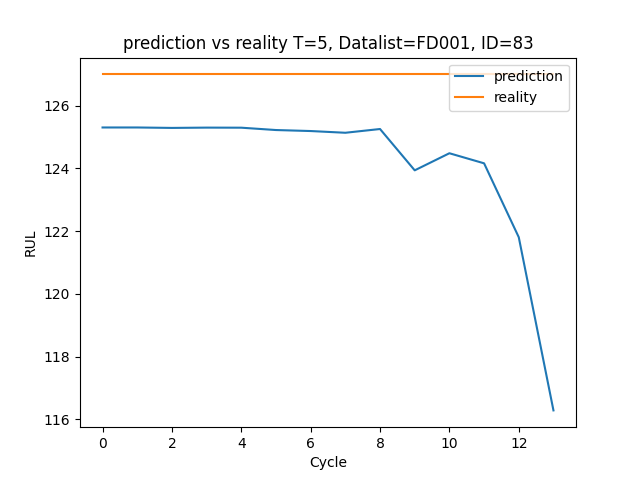 prediction vs reality T=5, Datalist=FD001, ID=83
prediction
reality
RUL
126
124
122
120
118
116
0 2 4 6 8 10 12
Cycle